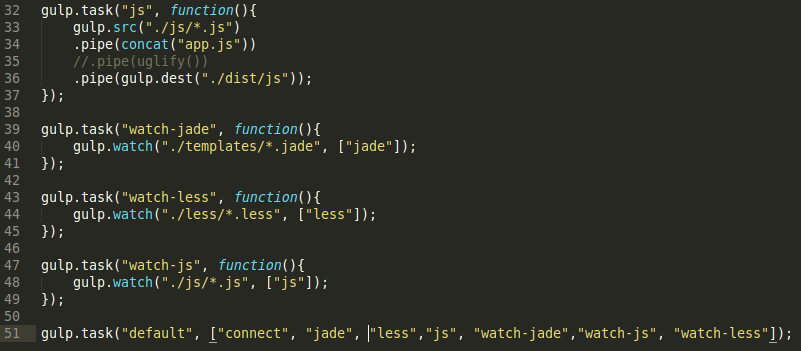 32 gulp.task("js", function(){
33     gulp.src("./js/*.js")
34     .pipe(concat("app.js"))
35     //.pipe(uglify())
36     .pipe(gulp.dest("./dist/js"));
37 });
38
39 gulp.task("watch-jade", function(){
40     gulp.watch("./templates/*.jade", ["jade"]);
41 });
42
43 gulp.task("watch-less", function(){
44     gulp.watch("./less/*.less", ["less"]);
45 });
46
47 gulp.task("watch-js", function(){
48     gulp.watch("./js/*.js", ["js"]);
49 });
50
51 gulp.task("default", ["connect", "jade", "less","js", "watch-jade","watch-js", "watch-less"]);